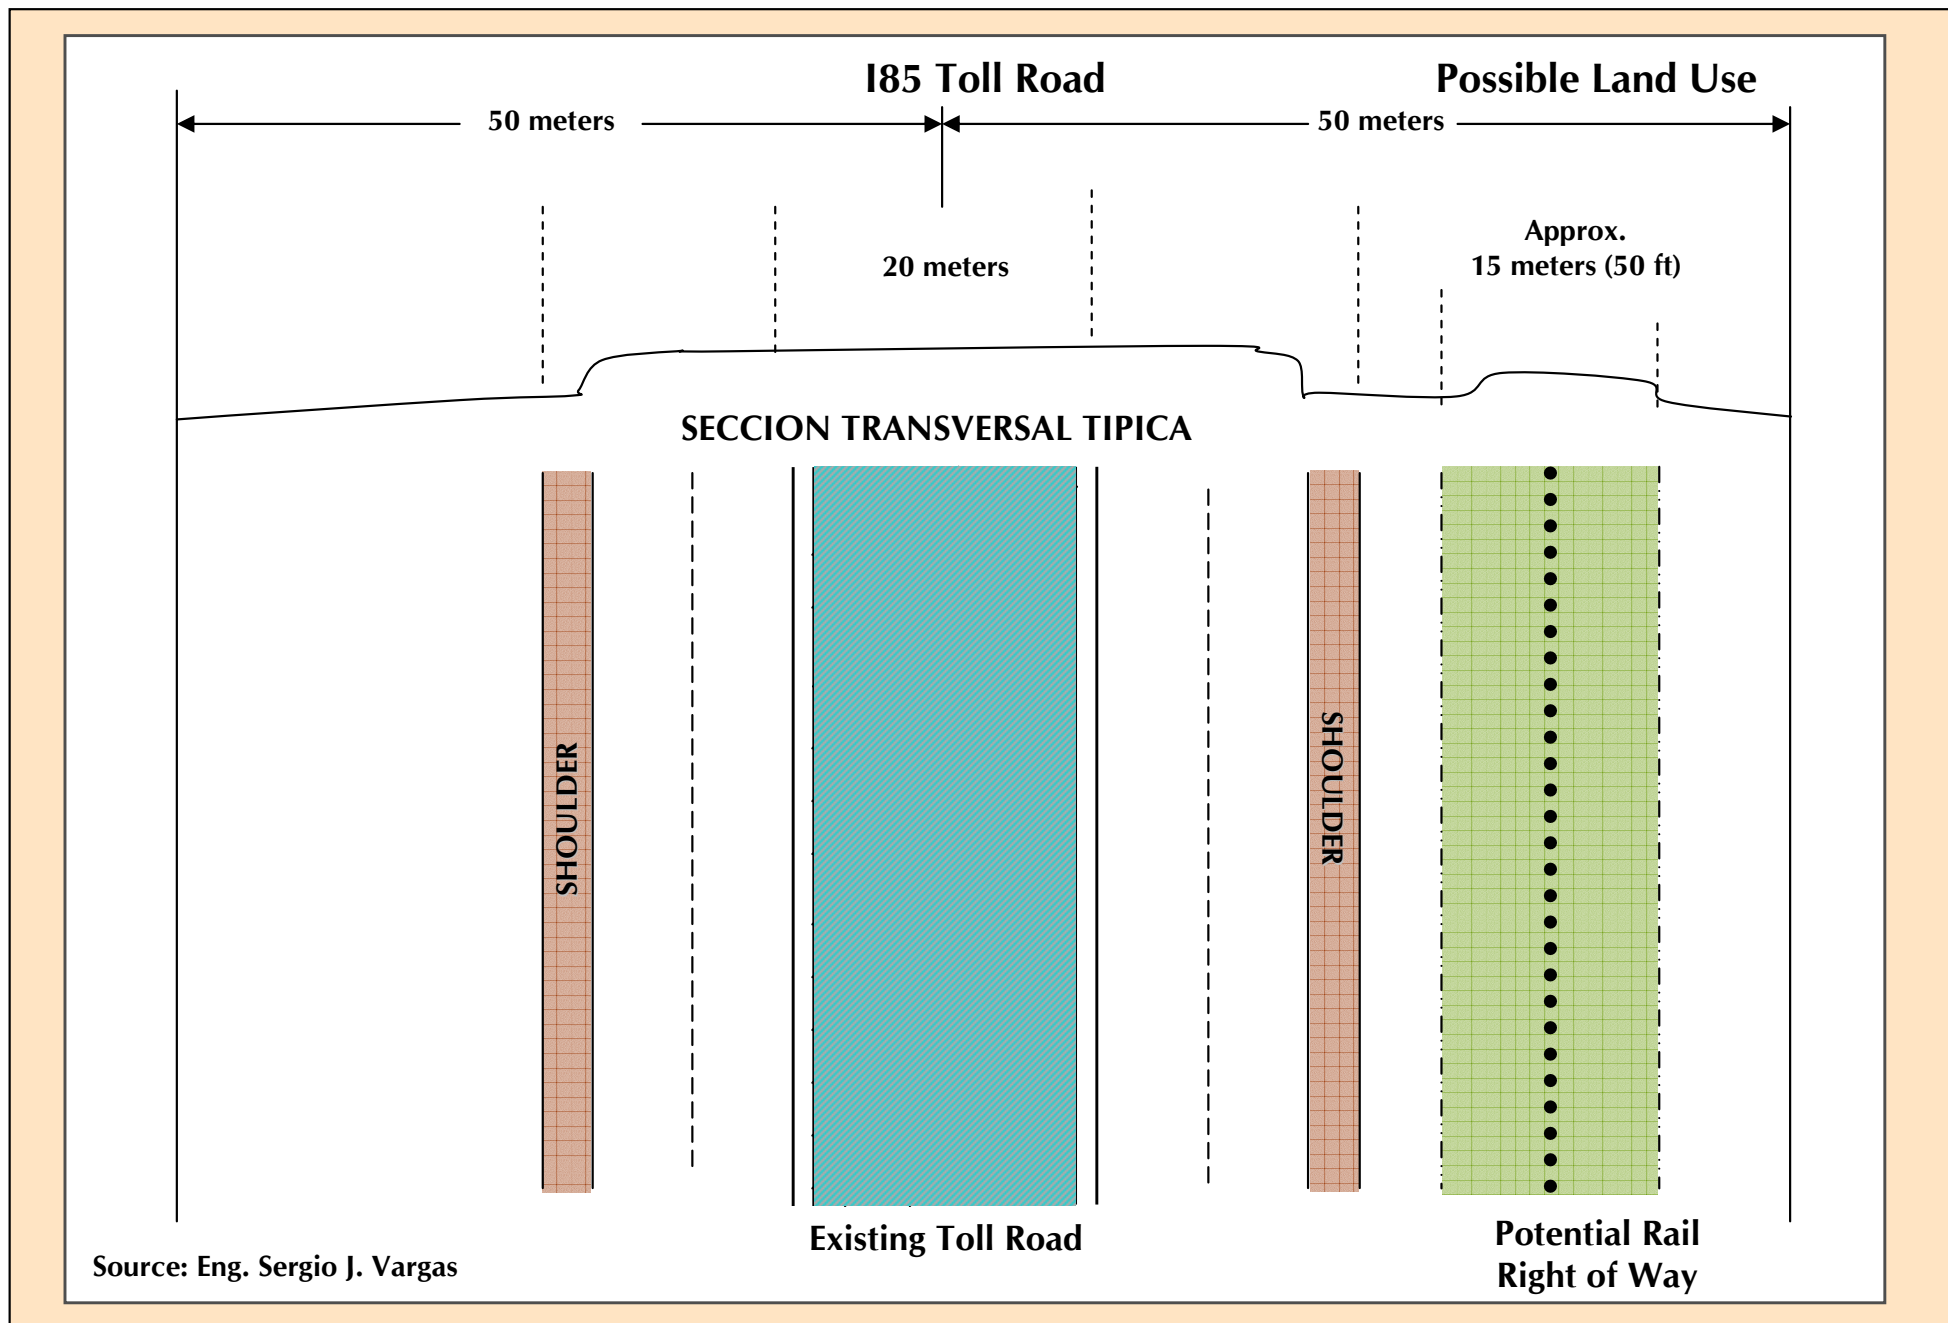 I85 Toll Road
Possible Land Use
50 meters
50 meters
20 meters
Approx.
15 meters (50 ft)
SECCION TRANSVERSAL TIPICA
SHOULDER
SHOULDER
Existing Toll Road
Potential Rail
Right of Way
Source: Eng. Sergio J. Vargas